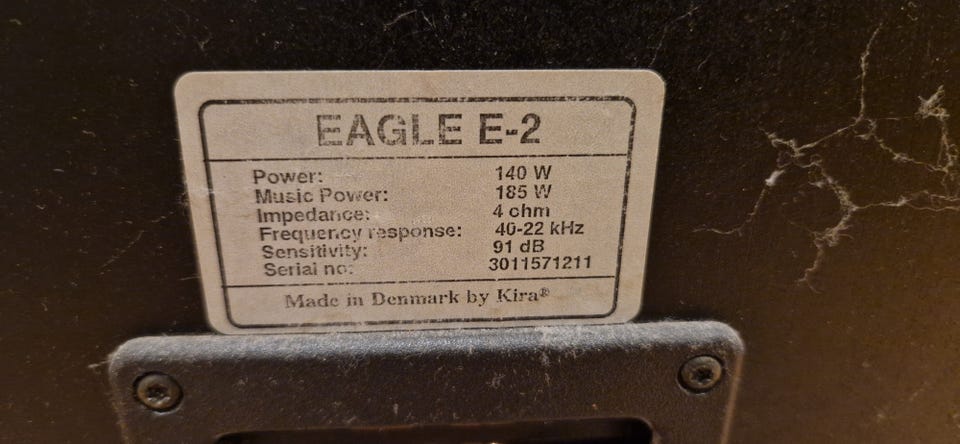 EAGLE E-2
Power: 140 W
Music Power: 185 W
Impedance: 4 ohm
Frequency response: 40-22 kHz
Sensitivity: 91 dB
Serial no: 3011571211
Made in Denmark by Kira®